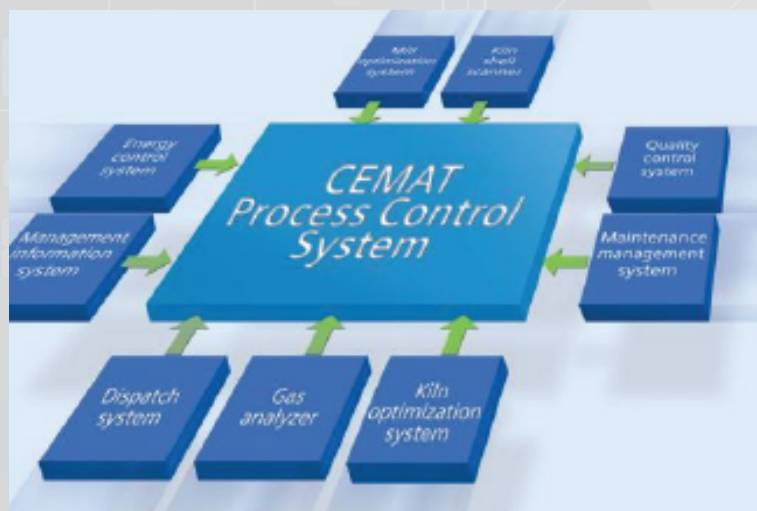 Mill
optimization
system
Kiln
shell
scanner
Energy
control
system
CEMAT
Process Control
System
Quality
control
system
Management
information
system
Maintenance
management
system
Dispatch
system
Gas
analyzer
Kiln
optimization
system